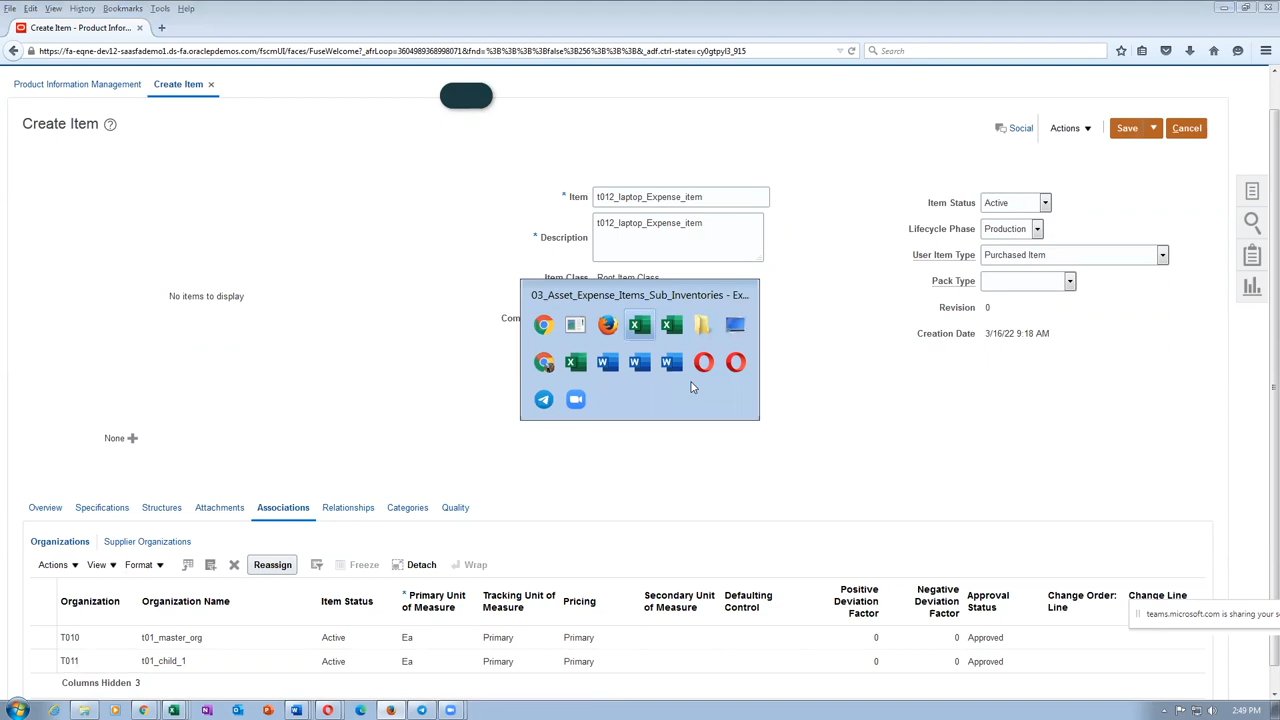 File Edit View History Bookmarks Tools Help
Create Item - Product Infor... × +
https://fa-eqne-dev12-saasfademo1.ds-fa.oraclepdemos.com/fscmUI/faces/FuseWelcome?_afrLoop=3604989368998071&fnd=%3B%3B%3B%3Bfalse%3B256%3B%3B%3B&_adf.ctrl-state=cy0gtpyl3_915 Search
Product Information Management Create Item ×
Create Item ?
Social Actions Save Cancel
* Item t012_laptop_Expense_item
* Description t012_laptop_Expense_item
Item Class Root Item Class
Item Status Active
Lifecycle Phase Production
User Item Type Purchased Item
Pack Type
Revision 0
Creation Date 3/16/22 9:18 AM
No items to display
03_Asset_Expense_Items_Sub_Inventories - Ex...
Com
None
Overview Specifications Structures Attachments Associations Relationships Categories Quality
Organizations Supplier Organizations
Actions View Format Reassign Freeze Detach Wrap
Organization Organization Name Item Status * Primary Unit of Measure Tracking Unit of Measure Pricing Secondary Unit of Measure Defaulting Control Positive Deviation Factor Negative Deviation Factor Approval Status Change Order: Line Change Line
teams.microsoft.com is sharing your s
T010 t01_master_org Active Ea Primary Primary 0 0 Approved
T011 t01_child_1 Active Ea Primary Primary 0 0 Approved
Columns Hidden 3
2:49 PM